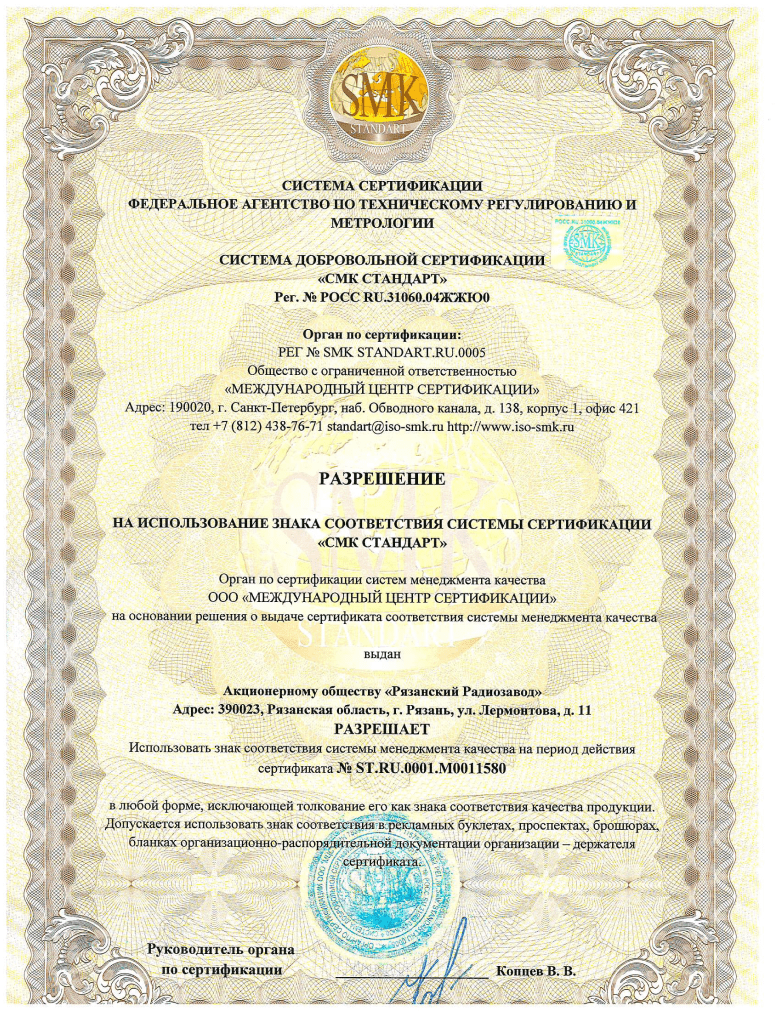 SMK
STANDART
СИСТЕМА СЕРТИФИКАЦИИ
ФЕДЕРАЛЬНОЕ АГЕНТСТВО ПО ТЕХНИЧЕСКОМУ РЕГУЛИРОВАНИЮ И
МЕТРОЛОГИИ
СИСТЕМА ДОБРОВОЛЬНОЙ СЕРТИФИКАЦИИ
«СМК СТАНДАРТ»
Рег. № РОСС RU.31060.04ЖЖЮ0
SMK
Орган по сертификации:
РЕГ № SMK STANDART.RU.0005
Общество с ограниченной ответственностью
«МЕЖДУНАРОДНЫЙ ЦЕНТР СЕРТИФИКАЦИИ»
Адрес: 190020, г. Санкт-Петербург, наб. Обводного канала, д. 138, корпус 1, офис 421
тел +7 (812) 438-76-71 standart@iso-smk.ru http://www.iso-smk.ru
РАЗРЕШЕНИЕ
НА ИСПОЛЬЗОВАНИЕ ЗНАКА СООТВЕТСТВИЯ СИСТЕМЫ СЕРТИФИКАЦИИ
«СМК СТАНДАРТ»
SMK
Орган по сертификации систем менеджмента качества
ООО «МЕЖДУНАРОДНЫЙ ЦЕНТР СЕРТИФИКАЦИИ»
на основании решения о выдаче сертификата соответствия системы менеджмента качества
STANDART
выдан
Акционерному обществу «Рязанский Радиозавод»
Адрес: 390023, Рязанская область, г. Рязань, ул. Лермонтова, д. 11
РАЗРЕШАЕТ
Использовать знак соответствия системы менеджмента качества на период действия
сертификата № ST.RU.0001.M0011580
в любой форме, исключающей толкование его как знака соответствия качества продукции.
Допускается использовать знак соответствия в рекламных буклетах, проспектах, брошюрах,
бланках организационно-распорядительной документации организации – держателя
сертификата.
SMK
Руководитель органа
по сертификации
Копцев В. В.